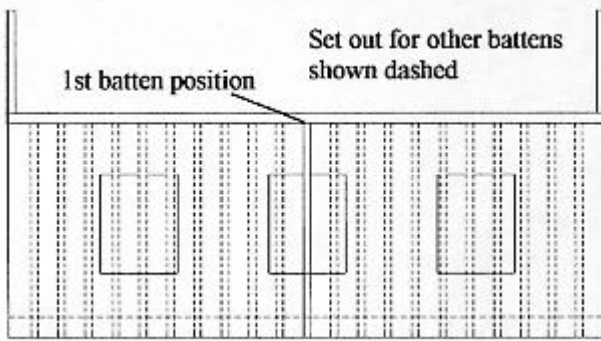 Set out for other battens
shown dashed
1st batten position